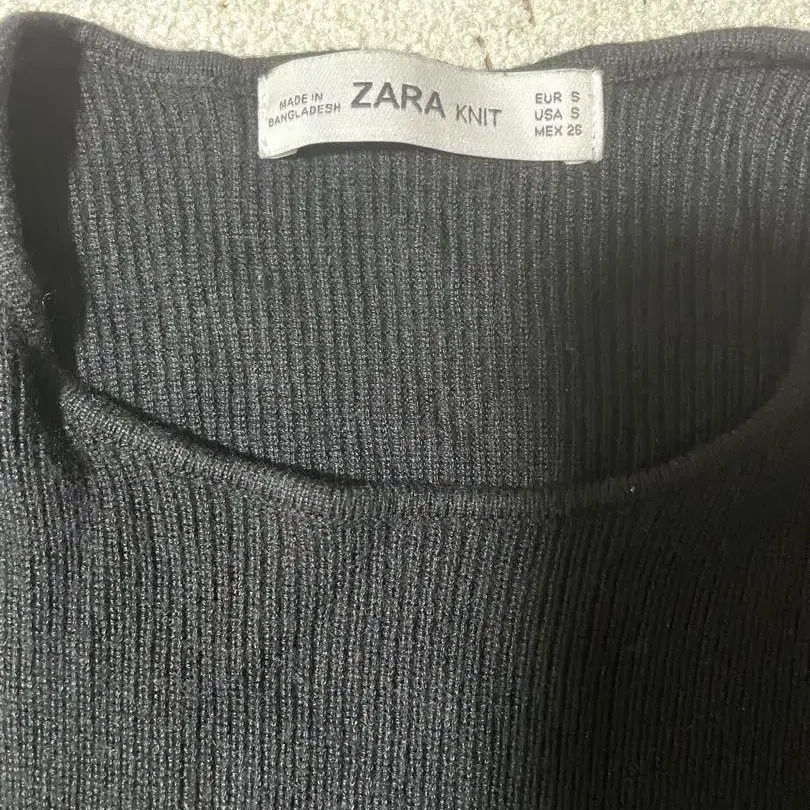 MADE IN
BANGLADESH
ZARA KNIT
EUR S
USA S
MEX 26